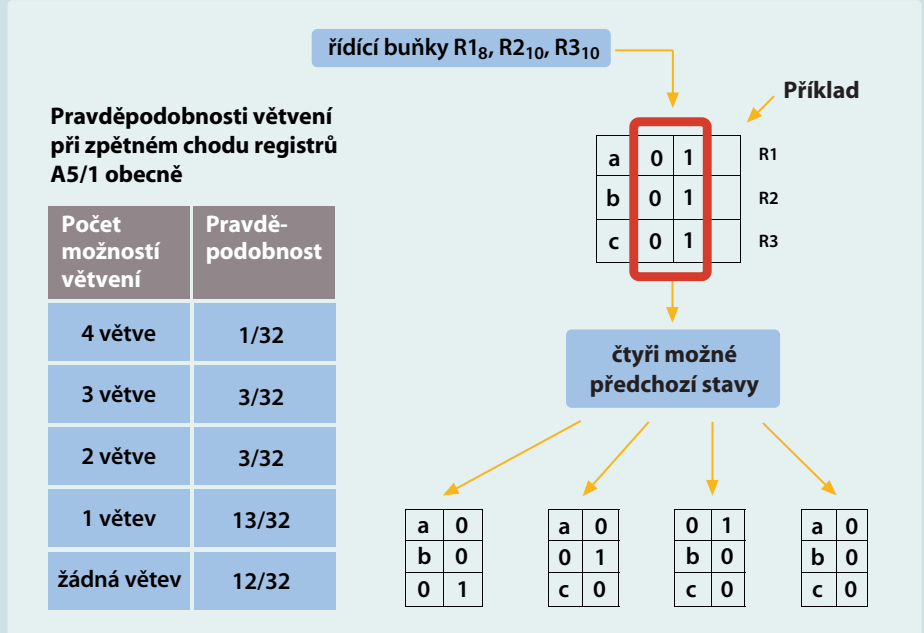 řídící buňky R1₈, R2₁₀, R3₁₀
Příklad
Pravděpodobnosti větvení
při zpětném chodu registrů
A5/1 obecně
Počet
možností
větvení
Pravdě-
podobnost
4 větve 1/32
3 větve 3/32
2 větve 3/32
1 větev 13/32
žádná větev 12/32
a 0 1 R1
b 0 1 R2
c 0 1 R3
čtyři možné
předchozí stavy
a 0
b 0
0 1
a 0
0 1
c 0
0 1
b 0
c 0
a 0
b 0
c 0